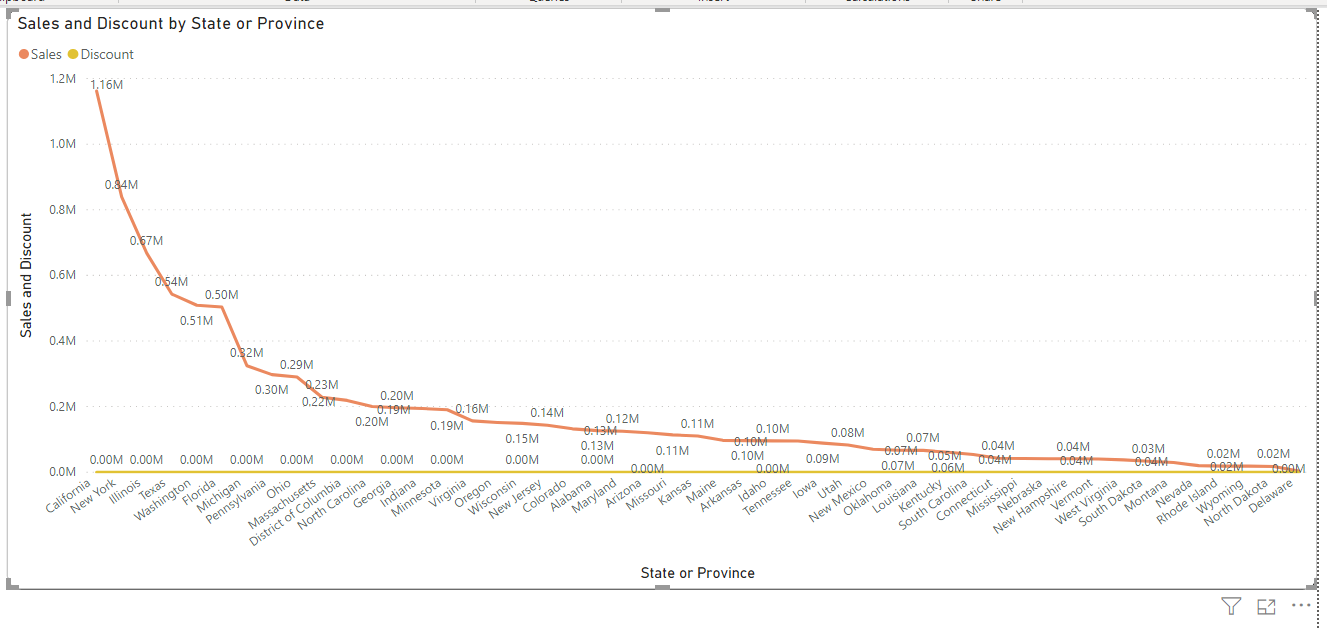 Sales and Discount by State or Province
Sales Discount
1.2M
1.0M
0.8M
0.6M
0.4M
0.2M
0.0M
Sales and Discount
1.16M
0.84M
0.67M
0.54M
0.51M
0.50M
0.32M
0.30M
0.29M
0.22M
0.23M
0.20M
0.19M
0.20M
0.19M
0.16M
0.15M
0.14M
0.13M
0.13M
0.12M
0.11M
0.11M
0.10M
0.10M
0.10M
0.09M
0.08M
0.07M
0.07M
0.07M
0.06M
0.05M
0.04M
0.04M
0.04M
0.04M
0.04M
0.03M
0.02M
0.02M
0.02M
0.00M
0.00M 0.00M 0.00M 0.00M 0.00M 0.00M 0.00M 0.00M 0.00M 0.00M 0.00M 0.00M
California
New York
Illinois
Texas
Washington
Florida
Michigan
Pennsylvania
Ohio
Massachusetts
District of Columbia
North Carolina
Georgia
Indiana
Minnesota
Virginia
Oregon
Wisconsin
New Jersey
Colorado
Alabama
Maryland
Arizona
Missouri
Kansas
Maine
Arkansas
Idaho
Tennessee
Iowa
Utah
New Mexico
Oklahoma
Louisiana
Kentucky
South Carolina
Connecticut
Mississippi
Nebraska
New Hampshire
Vermont
West Virginia
South Dakota
Montana
Nevada
Rhode Island
Wyoming
North Dakota
Delaware
State or Province